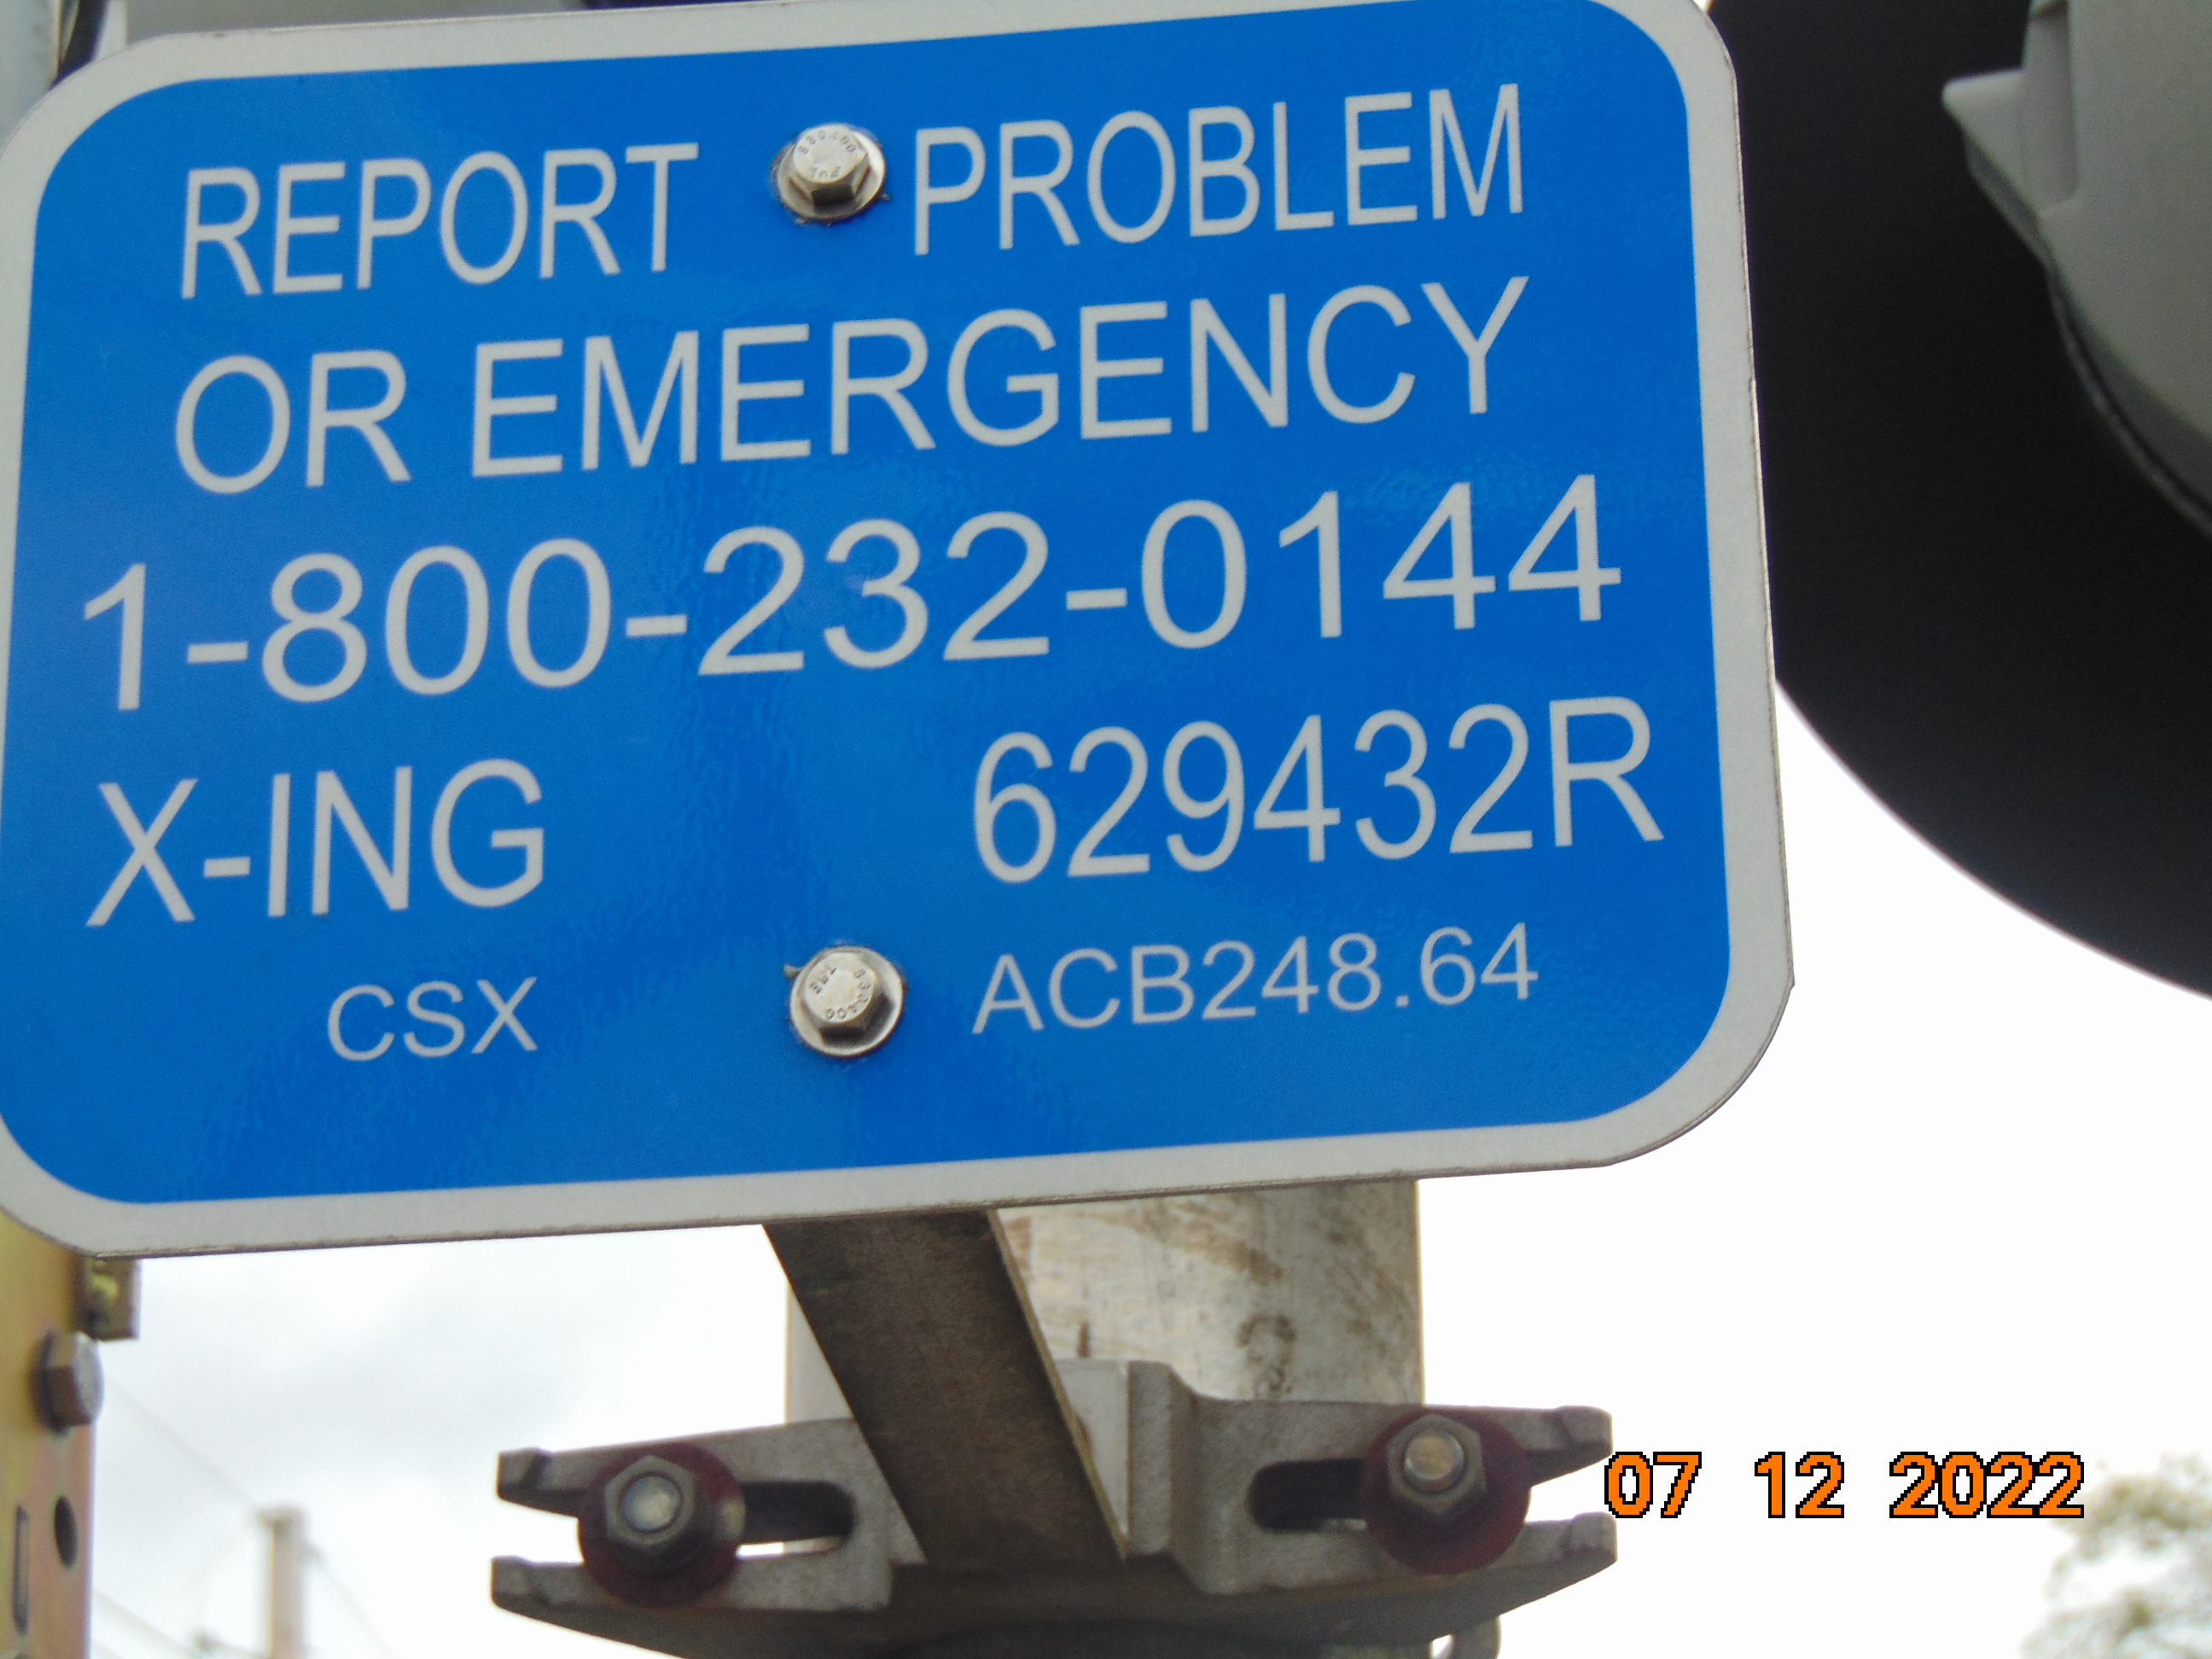 REPORT PROBLEM
OR EMERGENCY
1-800-232-0144
X-ING 629432R
CSX ACB248.64
07 12 2022